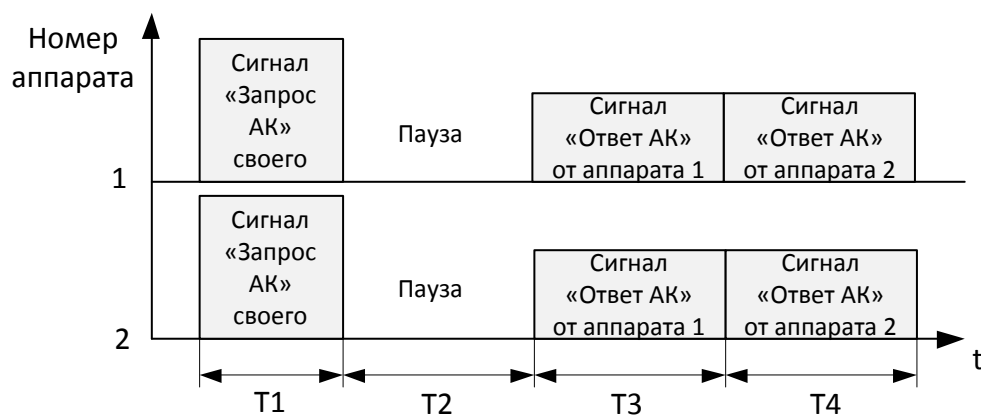 Номер
аппарата
Сигнал
«Запрос
АК»
своего
Пауза
Сигнал
«Ответ АК»
от аппарата 1
Сигнал
«Ответ АК»
от аппарата 2
1
Сигнал
«Запрос
АК»
своего
Пауза
Сигнал
«Ответ АК»
от аппарата 1
Сигнал
«Ответ АК»
от аппарата 2
2
t
T1
T2
T3
T4